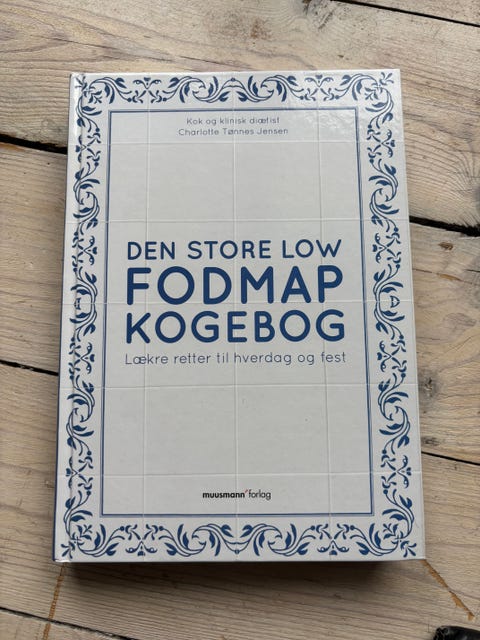 Kok og klinisk diætist
Charlotte Tønnes Jensen
DEN STORE LOW
FODMAP
KOGEBOG
Lækre retter til hverdag og fest
muusmann'forlag